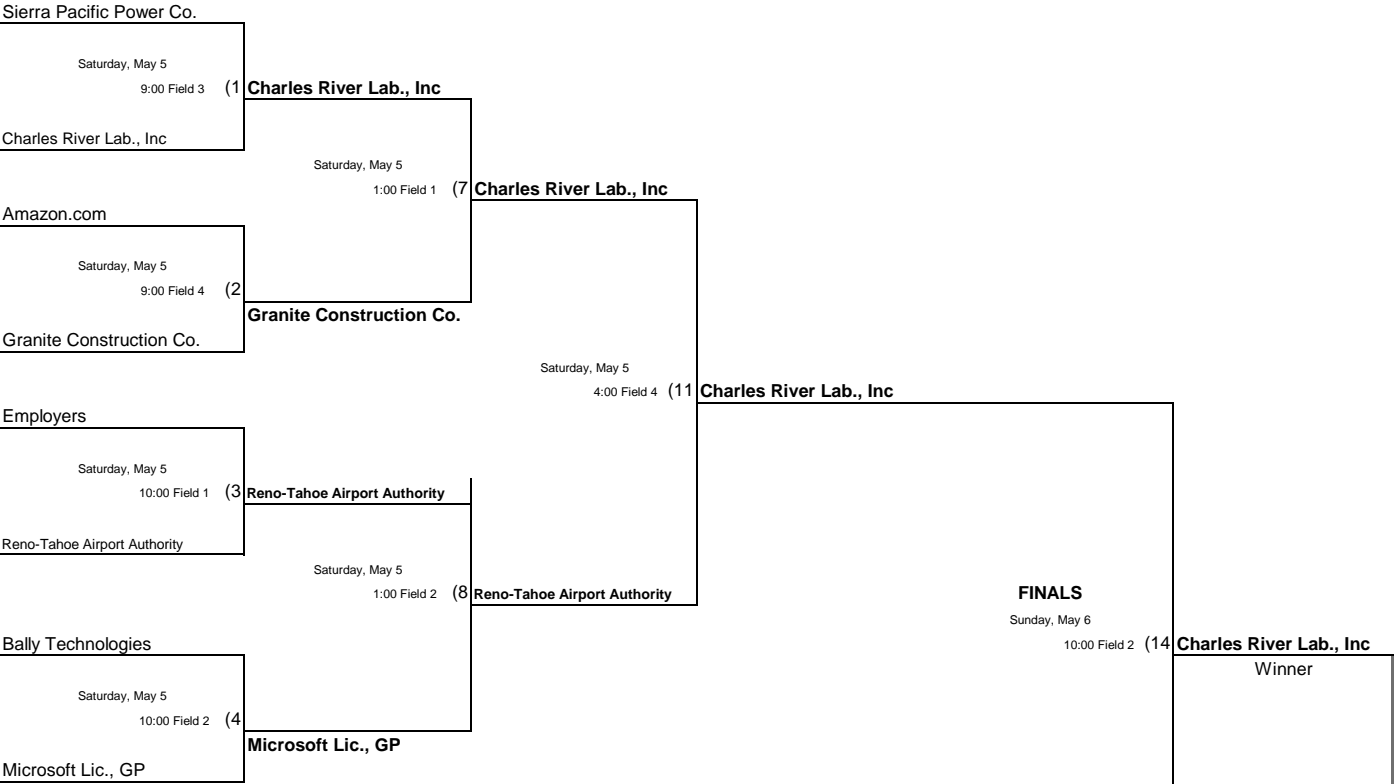 Sierra Pacific Power Co.
Saturday, May 5
9:00 Field 3 (1 Charles River Lab., Inc
Charles River Lab., Inc
Saturday, May 5
1:00 Field 1 (7 Charles River Lab., Inc
Amazon.com
Saturday, May 5
9:00 Field 4 (2
Granite Construction Co.
Granite Construction Co.
Saturday, May 5
4:00 Field 4 (11 Charles River Lab., Inc
Employers
Saturday, May 5
10:00 Field 1 (3 Reno-Tahoe Airport Authority
Reno-Tahoe Airport Authority
Saturday, May 5
1:00 Field 2 (8 Reno-Tahoe Airport Authority
FINALS
Sunday, May 6
10:00 Field 2 (14 Charles River Lab., Inc
Winner
Bally Technologies
Saturday, May 5
10:00 Field 2 (4
Microsoft Lic., GP
Microsoft Lic., GP